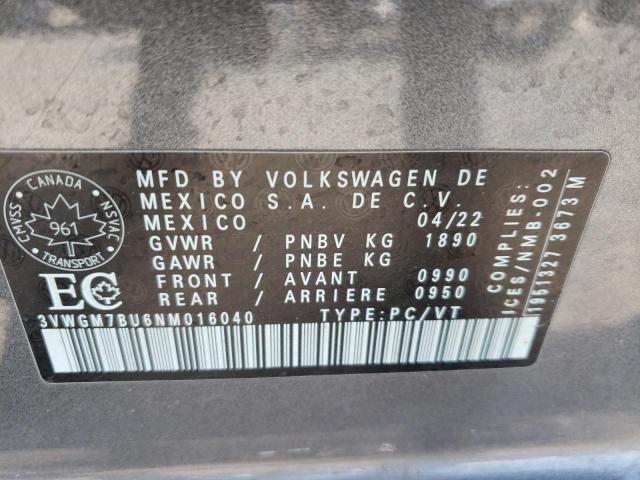 CANADA
CMVSS
NSVAC
961
TRANSPORT
EC
MFD BY VOLKSWAGEN DE
MEXICO S.A. DE C.V.
MEXICO 04/22
GVWR / PNBV KG 1890
GAWR / PNBE KG
FRONT / AVANT 0990
REAR / ARRIERE 0950
3VWGM7BU6NM016040 TYPE:PC/VT
COMPLIES:
ICES/NMB-002
1951327 3673 M